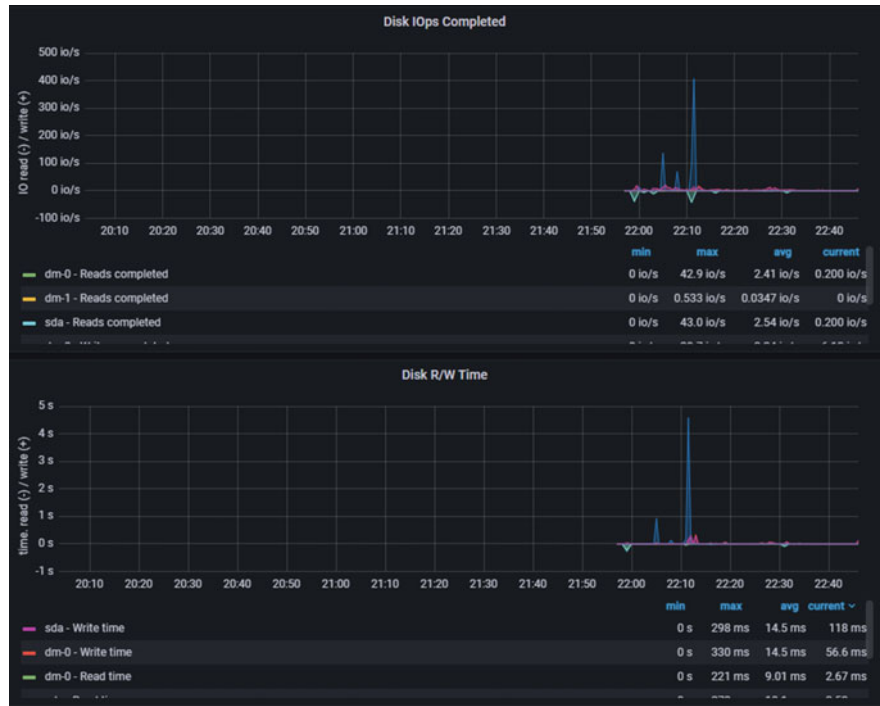 Disk IOps Completed
500 io/s
400 io/s
300 io/s
200 io/s
100 io/s
0 io/s
-100 io/s
IO read (-) / write (+)
20:10 20:20 20:30 20:40 20:50 21:00 21:10 21:20 21:30 21:40 21:50 22:00 22:10 22:20 22:30 22:40
min max avg current
dm-0 - Reads completed 0 io/s 42.9 io/s 2.41 io/s 0.200 io/s
dm-1 - Reads completed 0 io/s 0.533 io/s 0.0347 io/s 0 io/s
sda - Reads completed 0 io/s 43.0 io/s 2.54 io/s 0.200 io/s
Disk R/W Time
5 s
4 s
3 s
2 s
1 s
0 s
-1 s
time. read (-) / write (+)
20:10 20:20 20:30 20:40 20:50 21:00 21:10 21:20 21:30 21:40 21:50 22:00 22:10 22:20 22:30 22:40
min max avg current
sda - Write time 0 s 298 ms 14.5 ms 118 ms
dm-0 - Write time 0 s 330 ms 14.5 ms 56.6 ms
dm-0 - Read time 0 s 221 ms 9.01 ms 2.67 ms